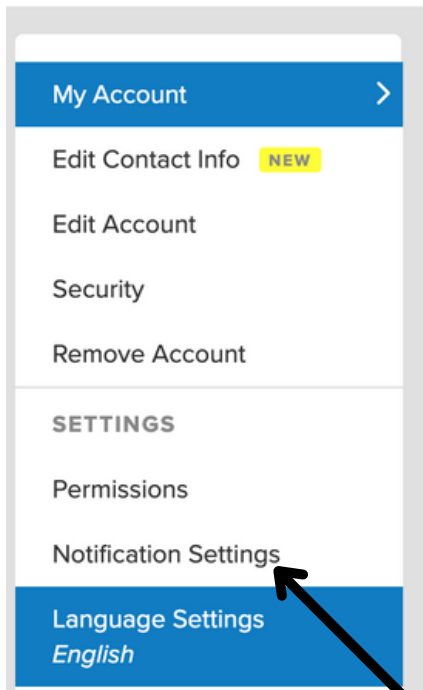 My Account
Edit Contact Info NEW
Edit Account
Security
Remove Account
SETTINGS
Permissions
Notification Settings
Language Settings
English